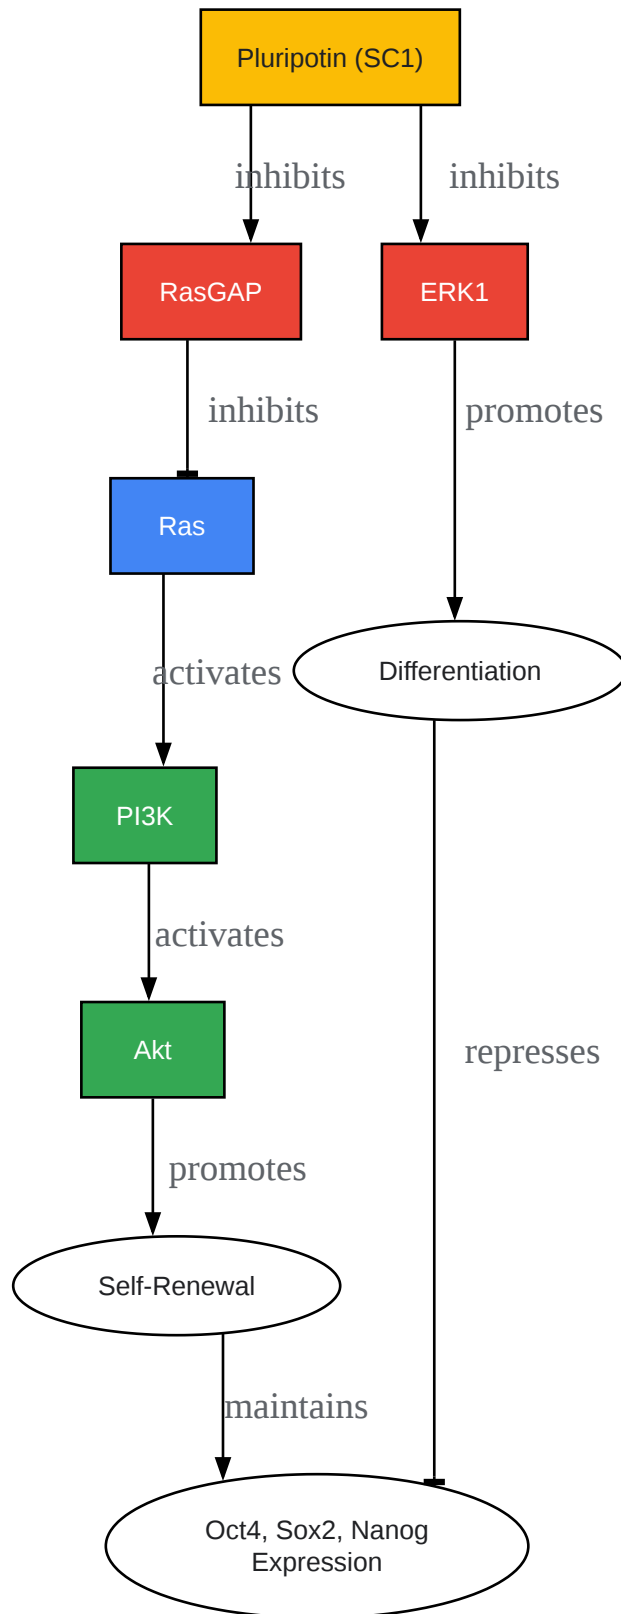 Pluripotin (SC1)
inhibits
inhibits
RasGAP
ERK1
inhibits
promotes
Ras
activates
Differentiation
PI3K
activates
Akt
represses
promotes
Self-Renewal
maintains
Oct4, Sox2, Nanog
Expression